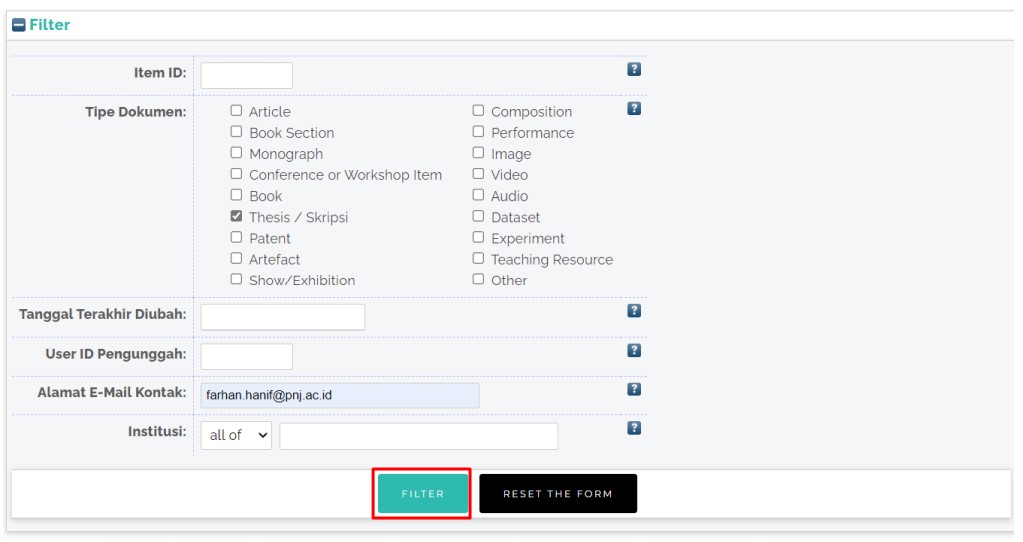 Filter
Item ID: ?
Tipe Dokumen: Article Composition ?
Book Section Performance
Monograph Image
Conference or Workshop Item Video
Book Audio
Thesis / Skripsi Dataset
Patent Experiment
Artefact Teaching Resource
Show/Exhibition Other
Tanggal Terakhir Diubah: ?
User ID Pengunggah: ?
Alamat E-Mail Kontak: farhan.hanif@pnj.ac.id ?
Institusi: all of ?
FILTER RESET THE FORM